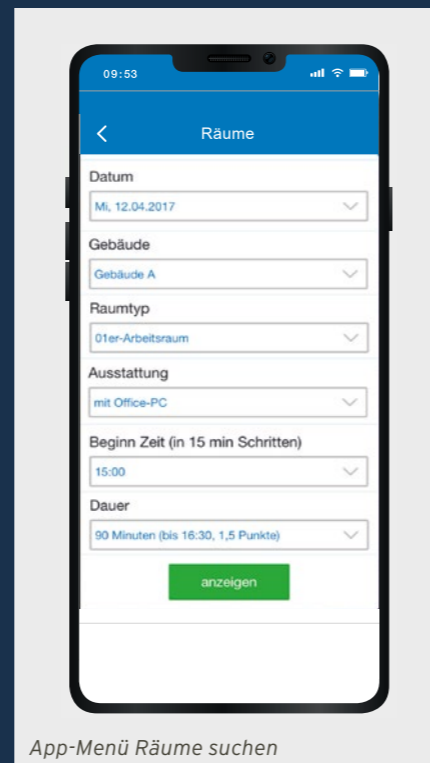 09:53
Räume
Datum
Mi, 12.04.2017
Gebäude
Gebäude A
Raumtyp
01er-Arbeitsraum
Ausstattung
mit Office-PC
Beginn Zeit (in 15 min Schritten)
15:00
Dauer
90 Minuten (bis 16:30, 1,5 Punkte)
anzeigen
App-Menü Räume suchen